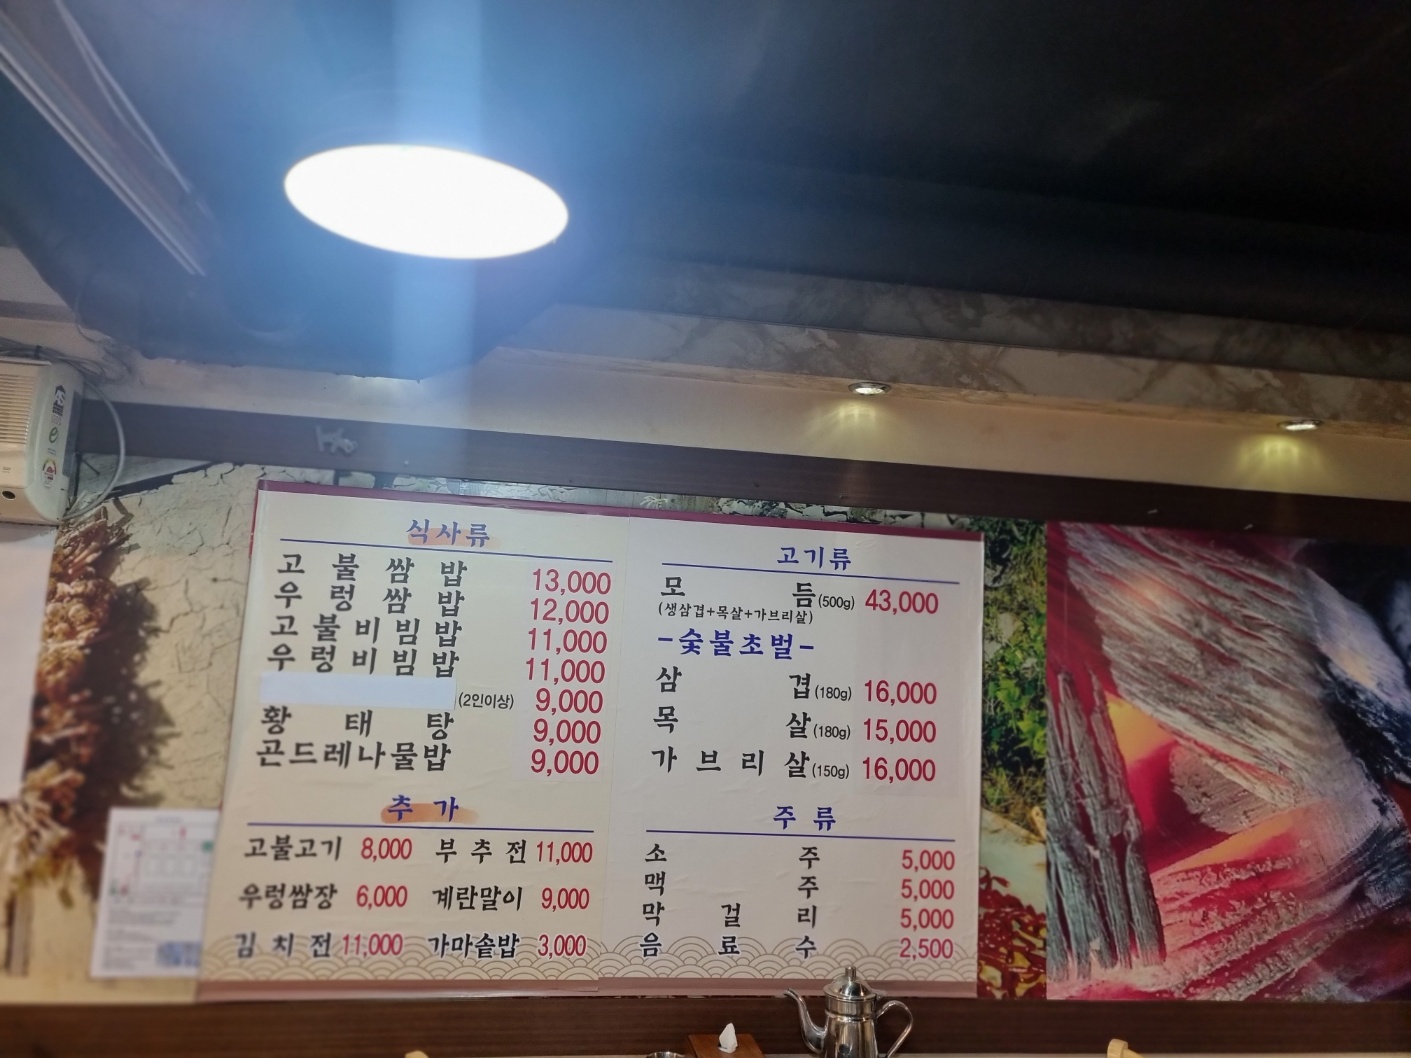 식사류
고불쌈밥 13,000
우렁쌈밥 12,000
고불비빔밥 11,000
우렁비빔밥 11,000
(2인이상) 9,000
황태탕 9,000
곤드레나물밥 9,000
추가
고불고기 8,000 부추전 11,000
우렁쌈장 6,000 계란말이 9,000
김치전 11,000 가마솥밥 3,000
고기류
모듬(500g) 43,000
(생삼겹+목살+가브리살)
-숯불초벌-
삼겹(180g) 16,000
목살(180g) 15,000
가브리살(150g) 16,000
주류
소주 5,000
맥주 5,000
막걸리 5,000
음료수 2,500